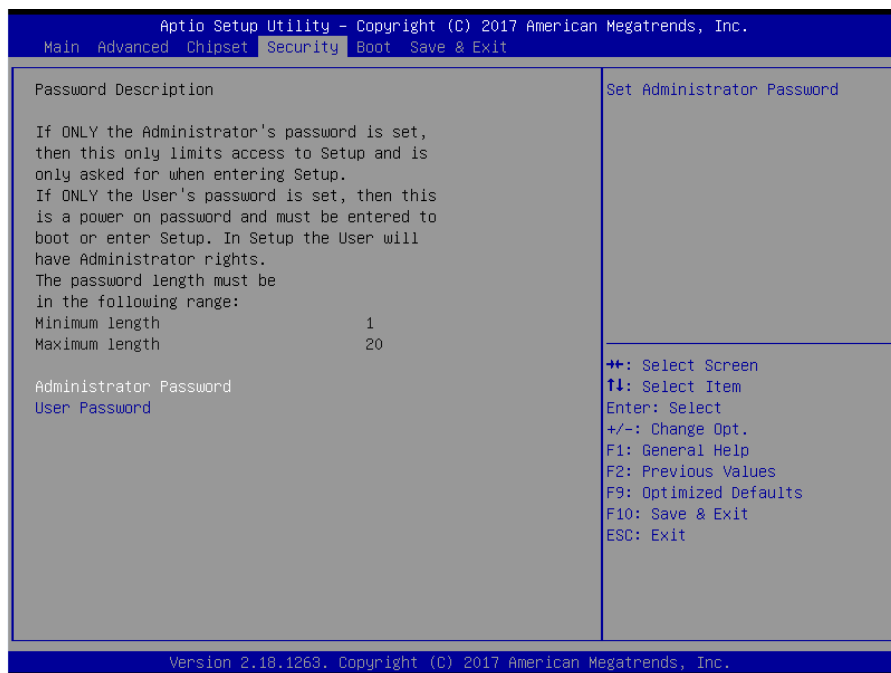 Aptio Setup Utility – Copyright (C) 2017 American Megatrends, Inc.
Main Advanced Chipset Security Boot Save & Exit
Password Description
If ONLY the Administrator's password is set,
then this only limits access to Setup and is
only asked for when entering Setup.
If ONLY the User's password is set, then this
is a power on password and must be entered to
boot or enter Setup. In Setup the User will
have Administrator rights.
The password length must be
in the following range:
Minimum length 1
Maximum length 20
Administrator Password
User Password
Set Administrator Password
→←: Select Screen
↑↓: Select Item
Enter: Select
+/-: Change Opt.
F1: General Help
F2: Previous Values
F9: Optimized Defaults
F10: Save & Exit
ESC: Exit
Version 2.18.1263. Copyright (C) 2017 American Megatrends, Inc.